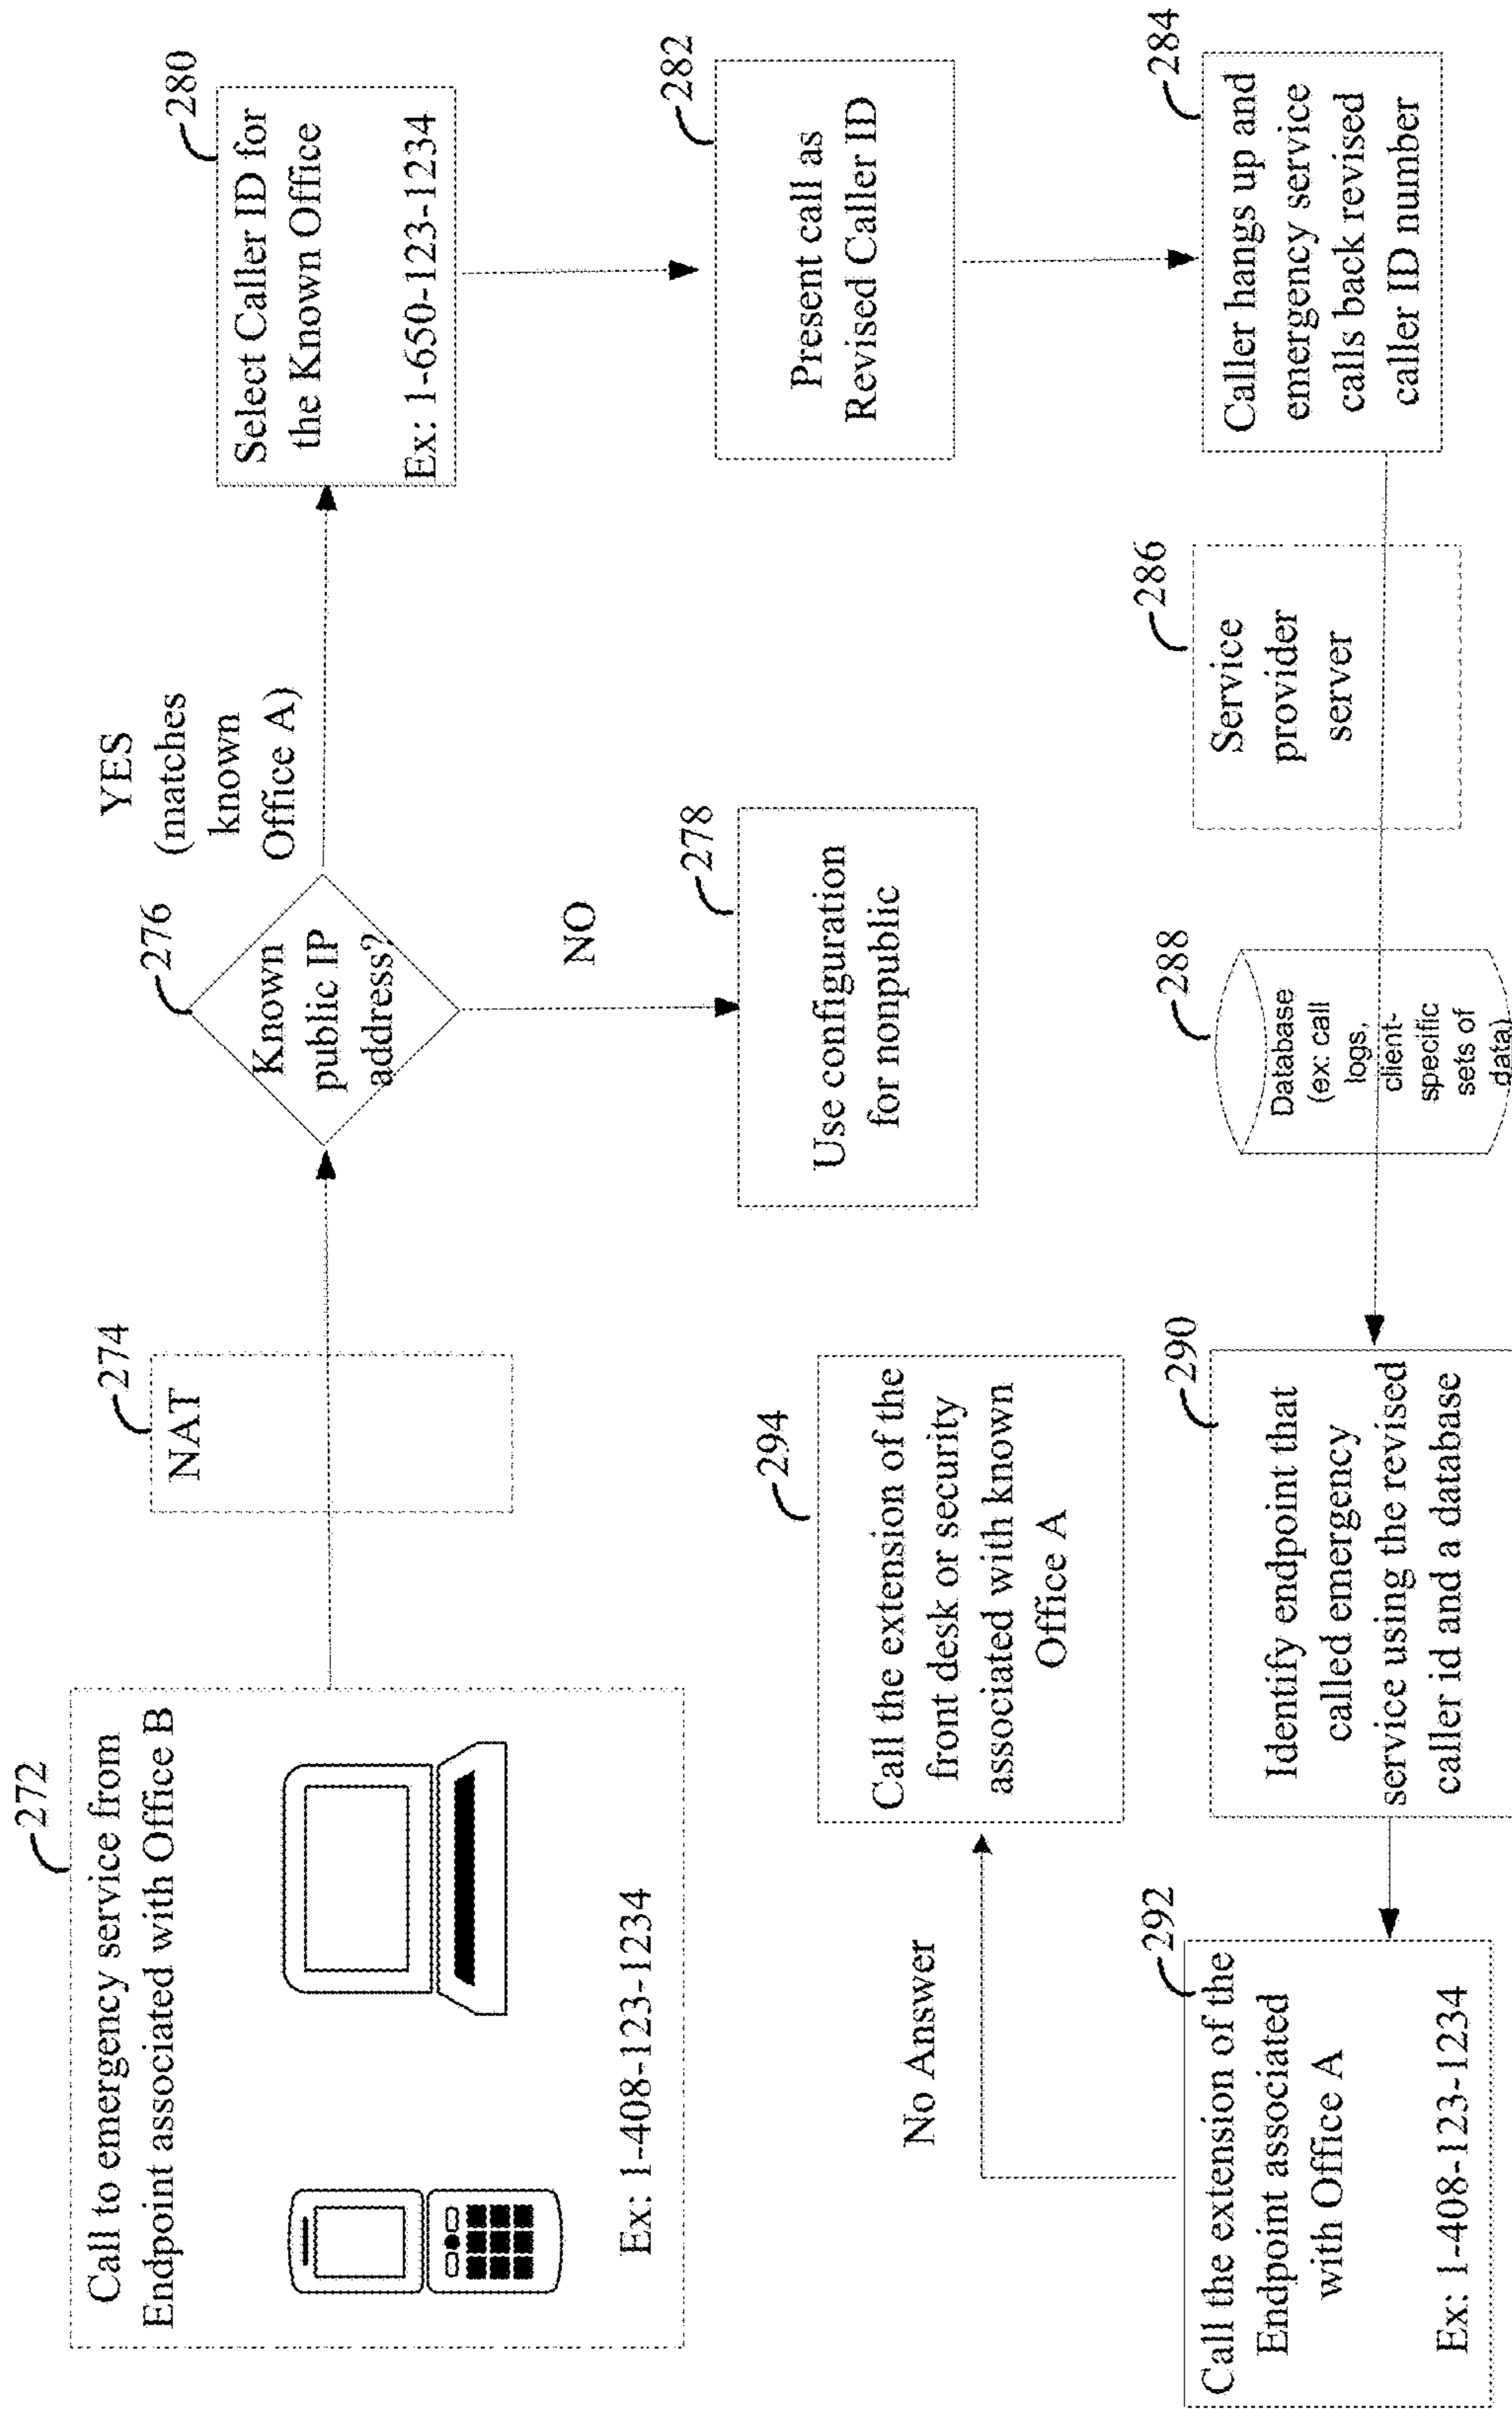 272
Call to emergency service from
Endpoint associated with Office B
Ex: 1-408-123-1234
274
NAT
276
Known
public IP
address?
YES
(matches
known
Office A)
NO
278
Use configuration
for nonpublic
280
Select Caller ID for
the Known Office
Ex: 1-650-123-1234
282
Present call as
Revised Caller ID
284
Caller hangs up and
emergency service
calls back revised
caller ID number
286
Service
provider
server
288
Database
(ex: call
logs,
client-
specific
sets of
data)
290
Identify endpoint that
called emergency
service using the revised
caller id and a database
292
Call the extension of the
Endpoint associated
with Office A
Ex: 1-408-123-1234
No Answer
294
Call the extension of the
front desk or security
associated with known
Office A